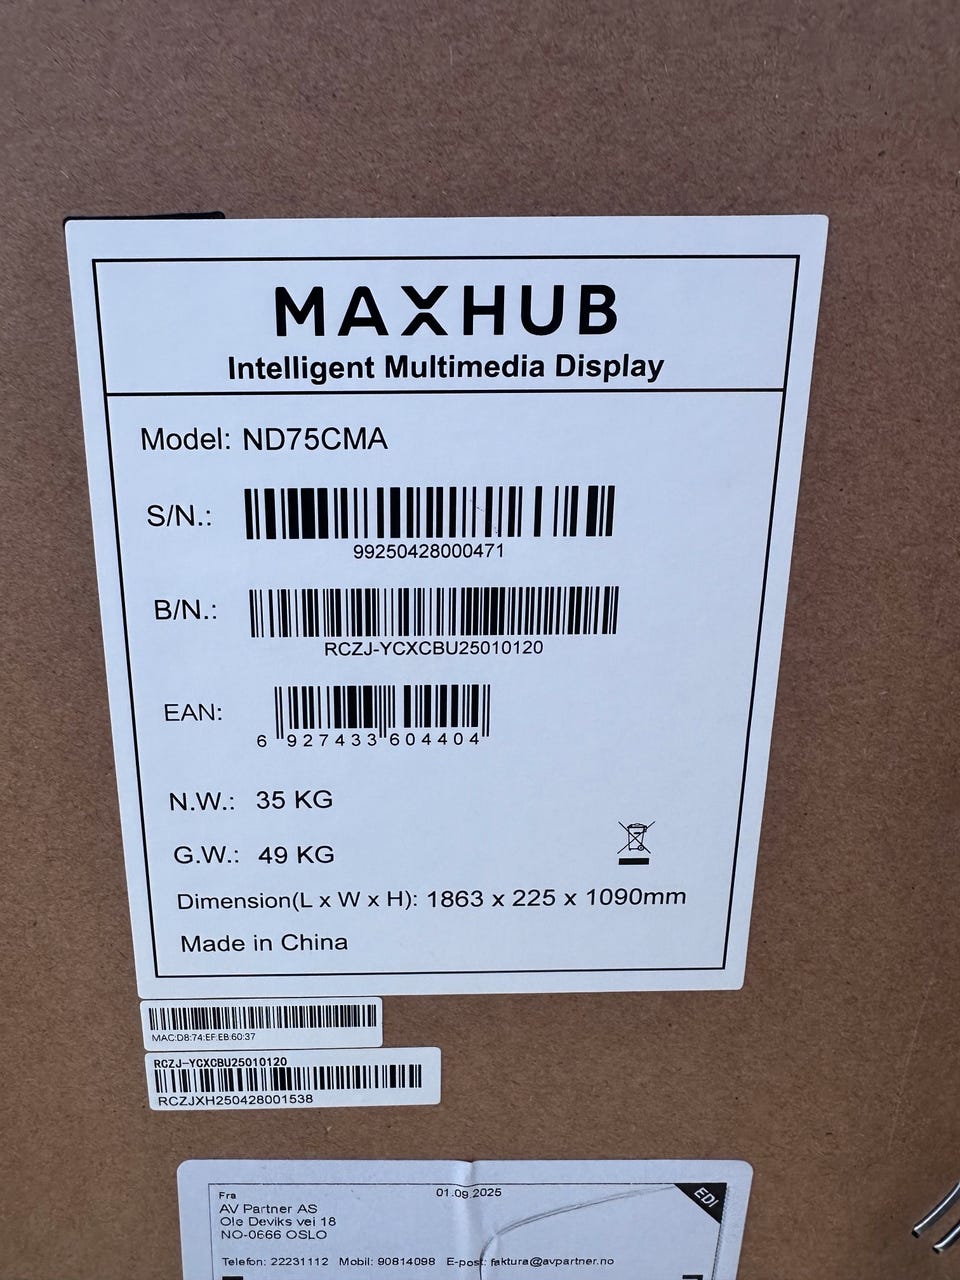 MAXHUB
Intelligent Multimedia Display
Model: ND75CMA
S/N.:
99250428000471
B/N.:
RCZJ-YCXCBU25010120
EAN:
6 927433 604404
N.W.: 35 KG
G.W.: 49 KG
Dimension(L x W x H): 1863 x 225 x 1090mm
Made in China
MAC:D8:74:EF:EB:60:37
RCZJ-YCXCBU25010120
RCZJXH250428001538
Fra
01.09.2025
EDI
AV Partner AS
Ole Deviks vei 18
NO-0666 OSLO
Telefon: 22231112 Mobil: 90814098 E-post: faktura@avpartner.no